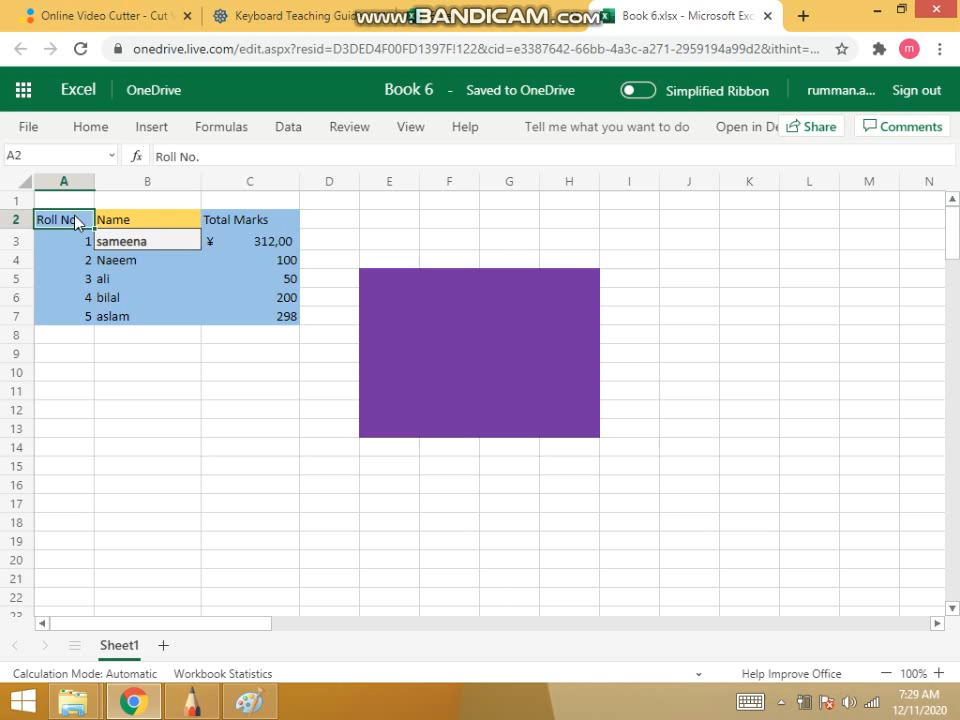 Online Video Cutter - Cut
Keyboard Teaching Gui
www.BANDICAM.com
Book 6.xlsx - Microsoft Exc
onedrive.live.com/edit.aspx?resid=D3DED4F00FD1397F!122&cid=e3387642-66bb-4a3c-a271-2959194a99d2&ithint=...
m
Excel OneDrive Book 6 - Saved to OneDrive Simplified Ribbon rumman.a... Sign out
File Home Insert Formulas Data Review View Help Tell me what you want to do Open in De Share Comments
A2 fx Roll No.
A B C D E F G H I J K L M N
1
2 Roll No. Name Total Marks
3 1 sameena ¥ 312,00
4 2 Naeem 100
5 3 ali 50
6 4 bilal 200
7 5 aslam 298
8
9
10
11
12
13
14
15
16
17
18
19
20
21
22
23
Sheet1
Calculation Mode: Automatic Workbook Statistics Help Improve Office 100%
7:29 AM
12/11/2020